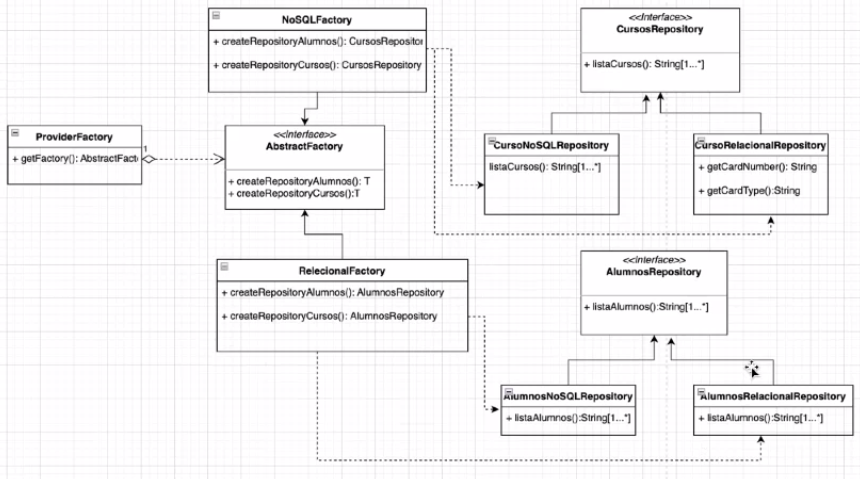 NoSQLFactory
+ createRepositoryAlumnos(): CursosRepositor
+ createRepositoryCursos(): CursosRepository
<<Interface>>
CursosRepository
+ listaCursos(): String[1...*]
ProviderFactory
+ getFactory(): AbstractFact
1
<<Interface>>
AbstractFactory
+ createRepositoryAlumnos(): T
+ createRepositoryCursos():T
CursoNoSQLRepository
listaCursos(): String[1...*]
CursoRelacionalRepository
+ getCardNumber(): String
+ getCardType():String
RelecionalFactory
+ createRepositoryAlumnos(): AlumnosRepository
+ createRepositoryCursos(): AlumnosRepository
<<Interface>>
AlumnosRepository
+ listaAlumnos():String[1...*]
AlumnosNoSQLRepository
+ listaAlumnos():String[1...*]
AlumnosRelacionalRepository
+ listaAlumnos():String[1...*]